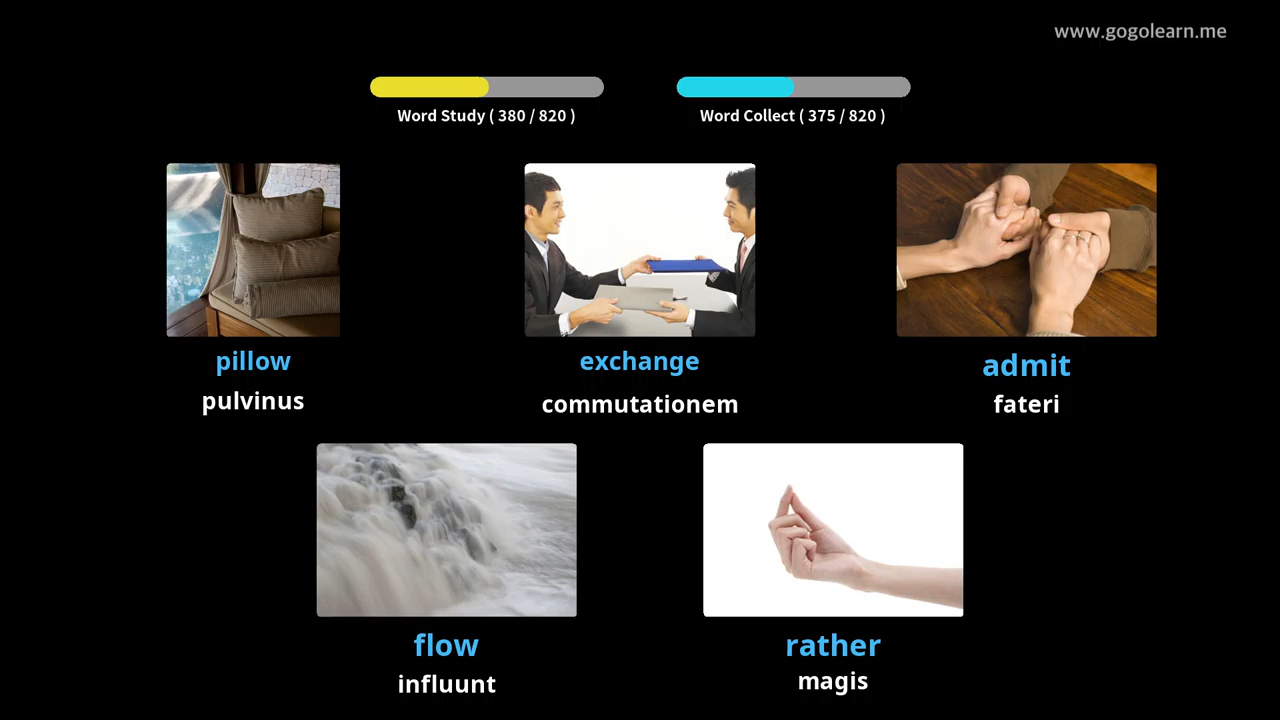 www.gogolearn.me
Word Study ( 380 / 820 )
Word Collect ( 375 / 820 )
pillow
pulvinus
exchange
commutationem
admit
fateri
flow
influunt
rather
magis